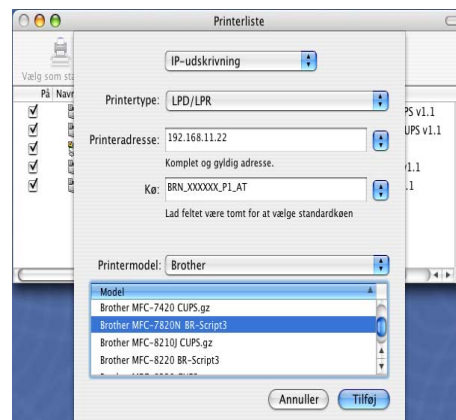 Printerliste
IP-udskrivning
Vælg som
På
Printertype: LPD/LPR
PS v1.1
UPS v1.1
v1.1
.1
Printeradresse: 192.168.11.22
Komplet og gyldig adresse.
Kø: BRN_XXXXXX_P1_AT
Lad feltet være tomt for at vælge standardkøen
Printermodel: Brother
Model
Brother MFC-7420 CUPS.gz
Brother MFC-7820N BR-Script3
Brother MFC-8210J CUPS.gz
Brother MFC-8220 BR-Script3
Annuller
Tilføj